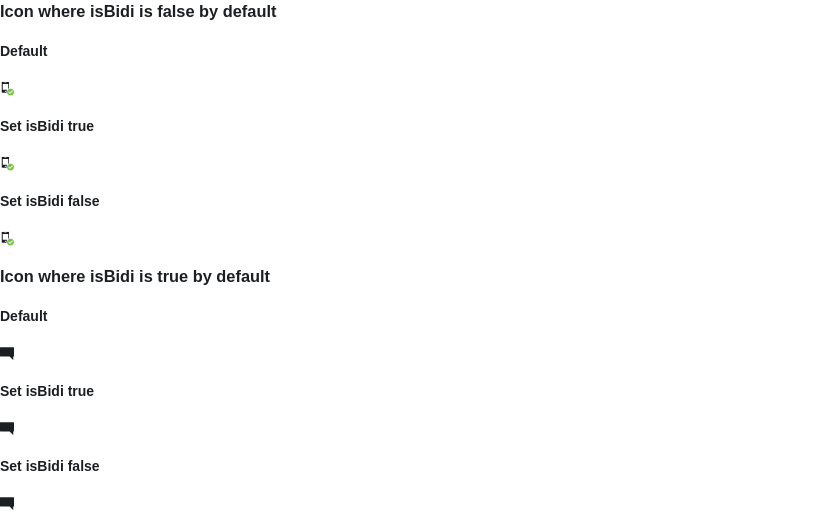 Icon where isBidi is false by default
Default
Set isBidi true
Set isBidi false
Icon where isBidi is true by default
Default
Set isBidi true
Set isBidi false